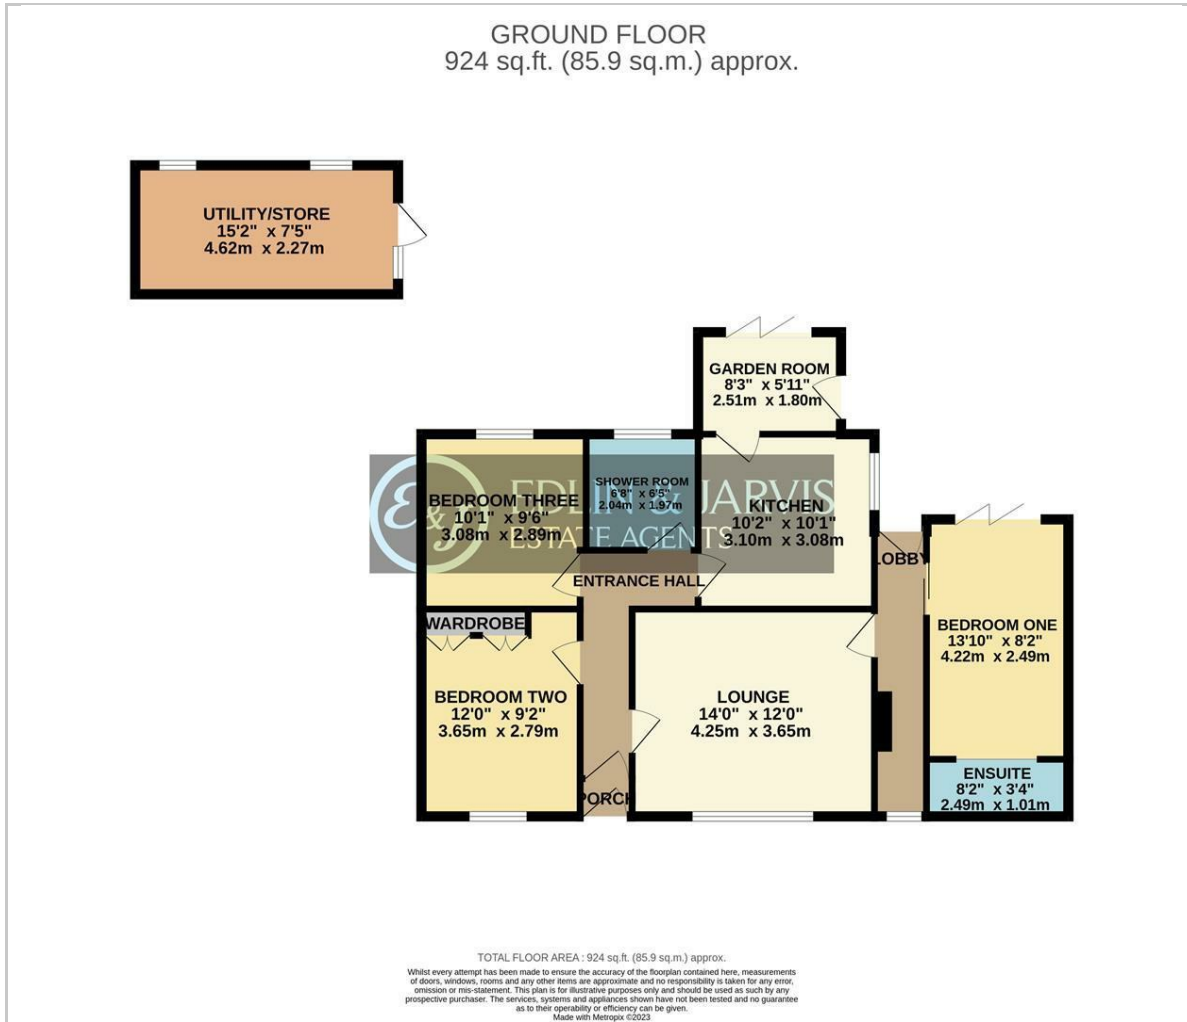 GROUND FLOOR
924 sq.ft. (85.9 sq.m.) approx.
UTILITY/STORE
15'2" x 7'5"
4.62m x 2.27m
GARDEN ROOM
8'3" x 5'11"
2.51m x 1.80m
E&J
EDLIN & JARVIS
ESTATE AGENTS
BEDROOM THREE
10'1" x 9'6"
3.08m x 2.89m
SHOWER ROOM
6'8" x 6'5"
2.04m x 1.97m
KITCHEN
10'2" x 10'1"
3.10m x 3.08m
LOBBY
ENTRANCE HALL
WARDROBE
BEDROOM ONE
13'10" x 8'2"
4.22m x 2.49m
BEDROOM TWO
12'0" x 9'2"
3.65m x 2.79m
LOUNGE
14'0" x 12'0"
4.25m x 3.65m
ENSUITE
8'2" x 3'4"
2.49m x 1.01m
PORCH
TOTAL FLOOR AREA : 924 sq.ft. (85.9 sq.m.) approx.
Whilst every attempt has been made to ensure the accuracy of the floorplan contained here, measurements
of doors, windows, rooms and any other items are approximate and no responsibility is taken for any error,
omission or mis-statement. This plan is for illustrative purposes only and should be used as such by any
prospective purchaser. The services, systems and appliances shown have not been tested and no guarantee
as to their operability or efficiency can be given.
Made with Metropix ©2023